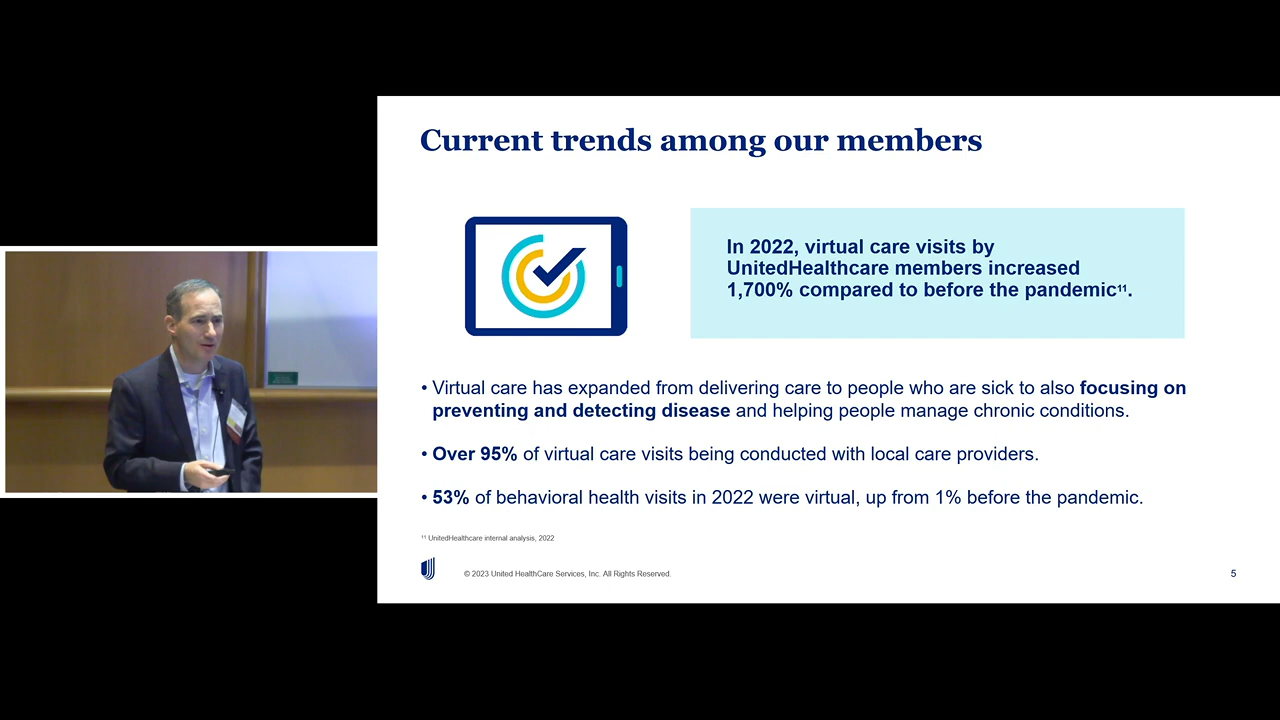 Current trends among our members
In 2022, virtual care visits by
UnitedHealthcare members increased
1,700% compared to before the pandemic¹¹.
• Virtual care has expanded from delivering care to people who are sick to also focusing on
preventing and detecting disease and helping people manage chronic conditions.
• Over 95% of virtual care visits being conducted with local care providers.
• 53% of behavioral health visits in 2022 were virtual, up from 1% before the pandemic.
¹¹ UnitedHealthcare internal analysis, 2022
© 2023 United HealthCare Services, Inc. All Rights Reserved.
5